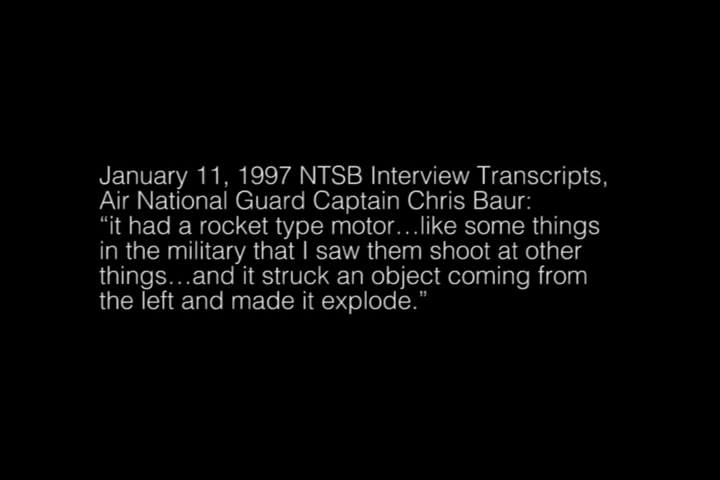 January 11, 1997 NTSB Interview Transcripts,
Air National Guard Captain Chris Baur:
“it had a rocket type motor…like some things
in the military that I saw them shoot at other
things…and it struck an object coming from
the left and made it explode.”